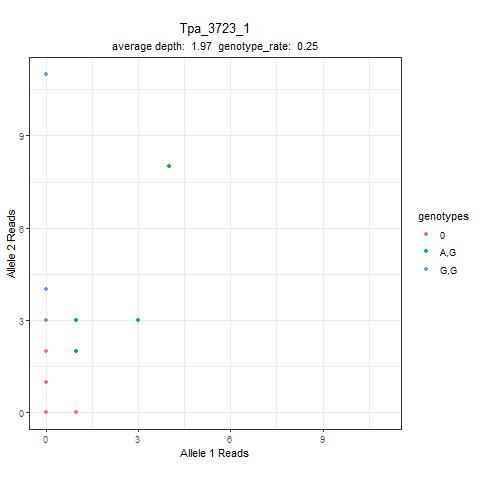 Tpa_3723_1
average depth: 1.97 genotype_rate: 0.25
Allele 2 Reads
9
6
3
0
0
3
6
9
Allele 1 Reads
genotypes
0
A,G
G,G